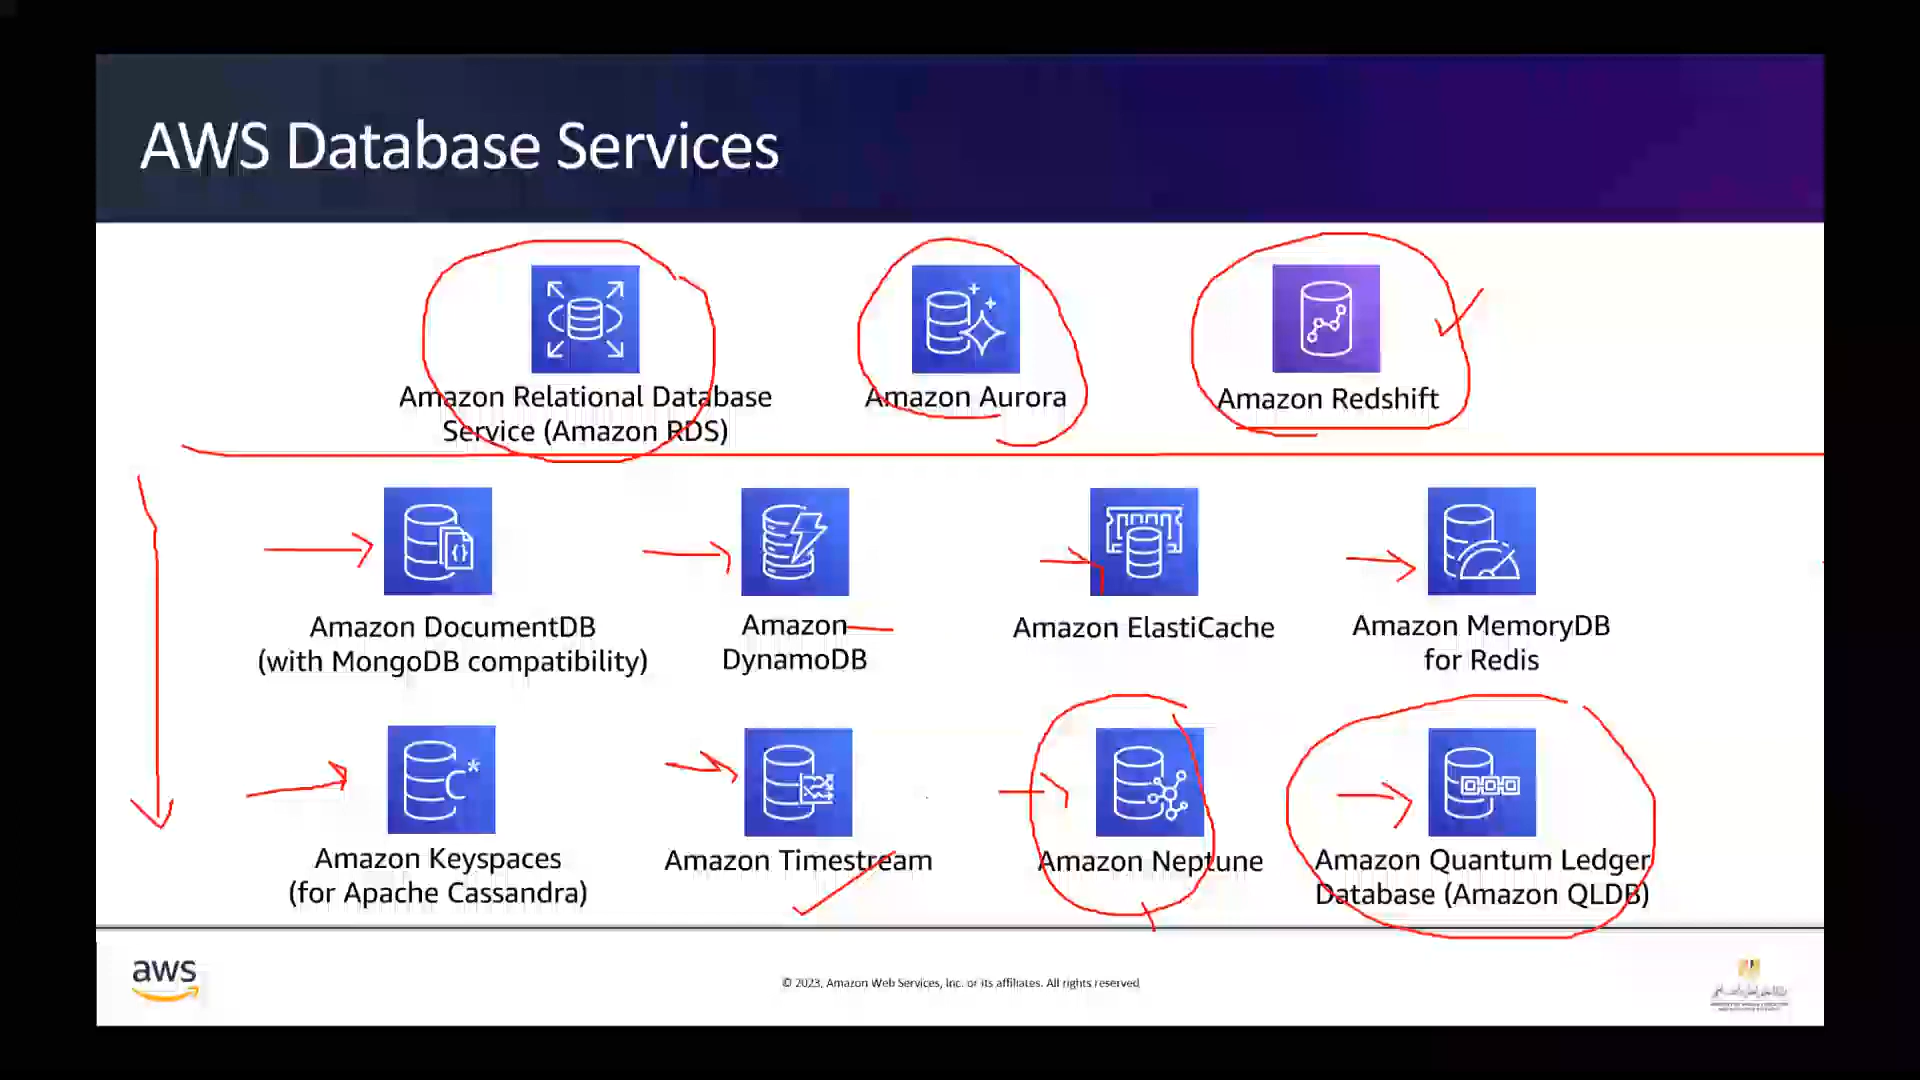 AWS Database Services
Amazon Relational Database
Service (Amazon RDS)
Amazon Aurora
Amazon Redshift
Amazon DocumentDB
(with MongoDB compatibility)
Amazon
DynamoDB
Amazon ElastiCache
Amazon MemoryDB
for Redis
Amazon Keyspaces
(for Apache Cassandra)
Amazon Timestream
Amazon Neptune
Amazon Quantum Ledger
Database (Amazon QLDB)
aws
© 2023, Amazon Web Services, Inc. or its affiliates. All rights reserved